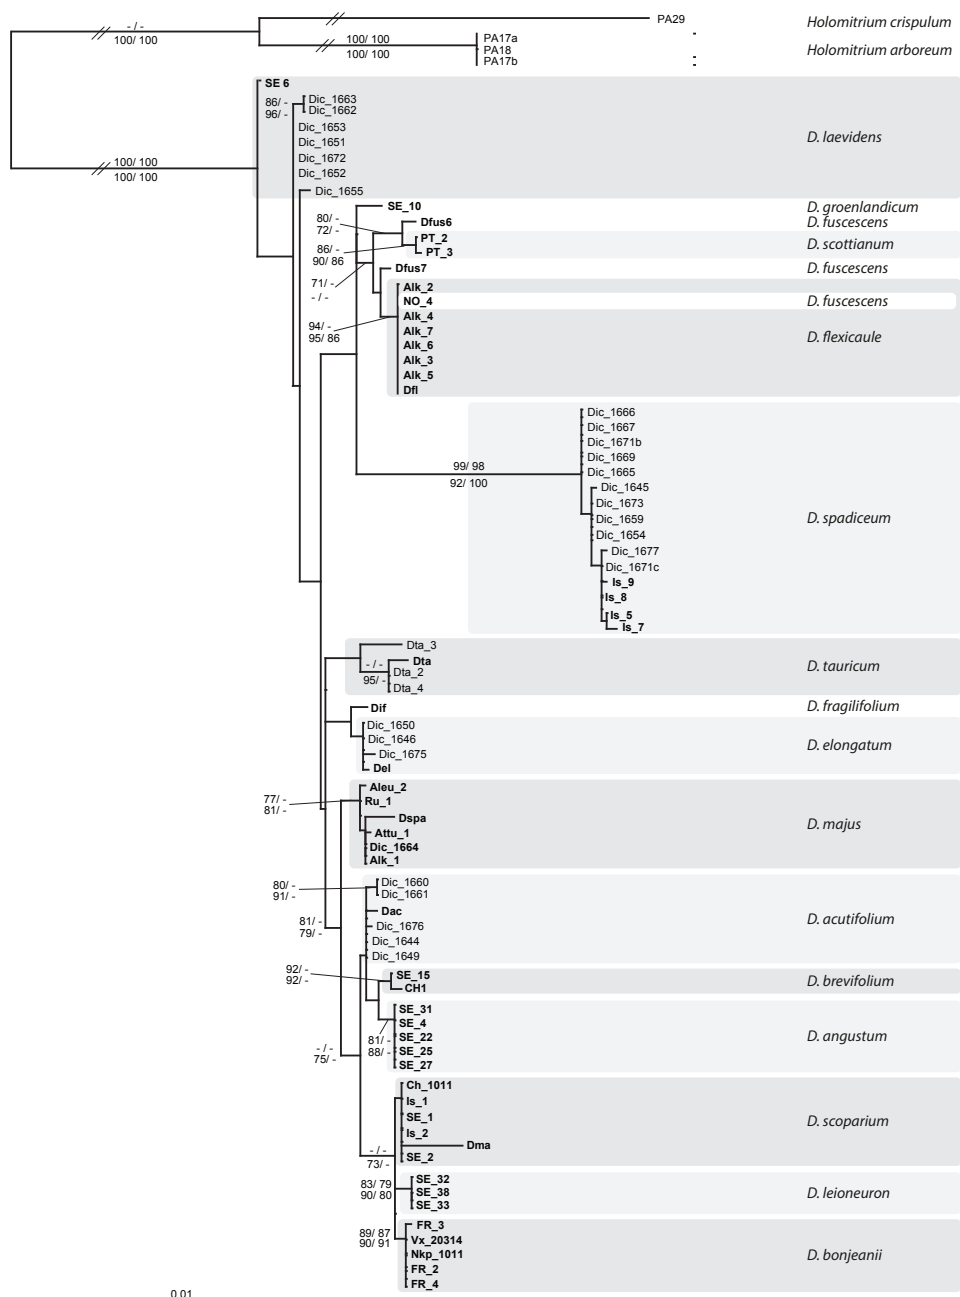 PA29
Holomitrium crispulum
- / -
100/ 100
PA17a
100/ 100
100/ 100
PA18
Holomitrium arboreum
PA17b
SE 6
86/ -
96/ -
Dic_1663
Dic_1662
Dic_1653
Dic_1651
D. laevidens
100/ 100
100/ 100
Dic_1672
Dic_1652
Dic_1655
SE_10
D. groenlandicum
80/ -
72/ -
Dfus6
D. fuscescens
PT_2
D. scottianum
86/ -
90/ 86
PT_3
Dfus7
D. fuscescens
71/ -
- / -
Alk_2
NO_4
D. fuscescens
Alk_4
94/ -
95/ 86
Alk_7
D. flexicaule
Alk_6
Alk_3
Alk_5
Dfl
Dic_1666
Dic_1667
Dic_1671b
Dic_1669
99/ 98
92/ 100
Dic_1665
Dic_1645
Dic_1673
Dic_1659
D. spadiceum
Dic_1654
Dic_1677
Dic_1671c
Is_9
Is_8
Is_5
Is_7
Dta_3
- / -
95/ -
Dta
D. tauricum
Dta_2
Dta_4
Dif
D. fragilifolium
Dic_1650
Dic_1646
D. elongatum
Dic_1675
Del
Aleu_2
77/ -
81/ -
Ru_1
Dspa
D. majus
Attu_1
Dic_1664
Alk_1
80/ -
91/ -
Dic_1660
Dic_1661
Dac
81/ -
79/ -
Dic_1676
D. acutifolium
Dic_1644
Dic_1649
92/ -
92/ -
SE_15
D. brevifolium
CH1
SE_31
SE_4
81/ -
88/ -
SE_22
D. angustum
- / -
75/ -
SE_25
SE_27
Ch_1011
Is_1
SE_1
D. scoparium
Is_2
Dma
- / -
73/ -
SE_2
83/ 79
90/ 80
SE_32
SE_38
D. leioneuron
SE_33
FR_3
89/ 87
90/ 91
Vx_20314
Nkp_1011
D. bonjeanii
FR_2
FR_4
0.01